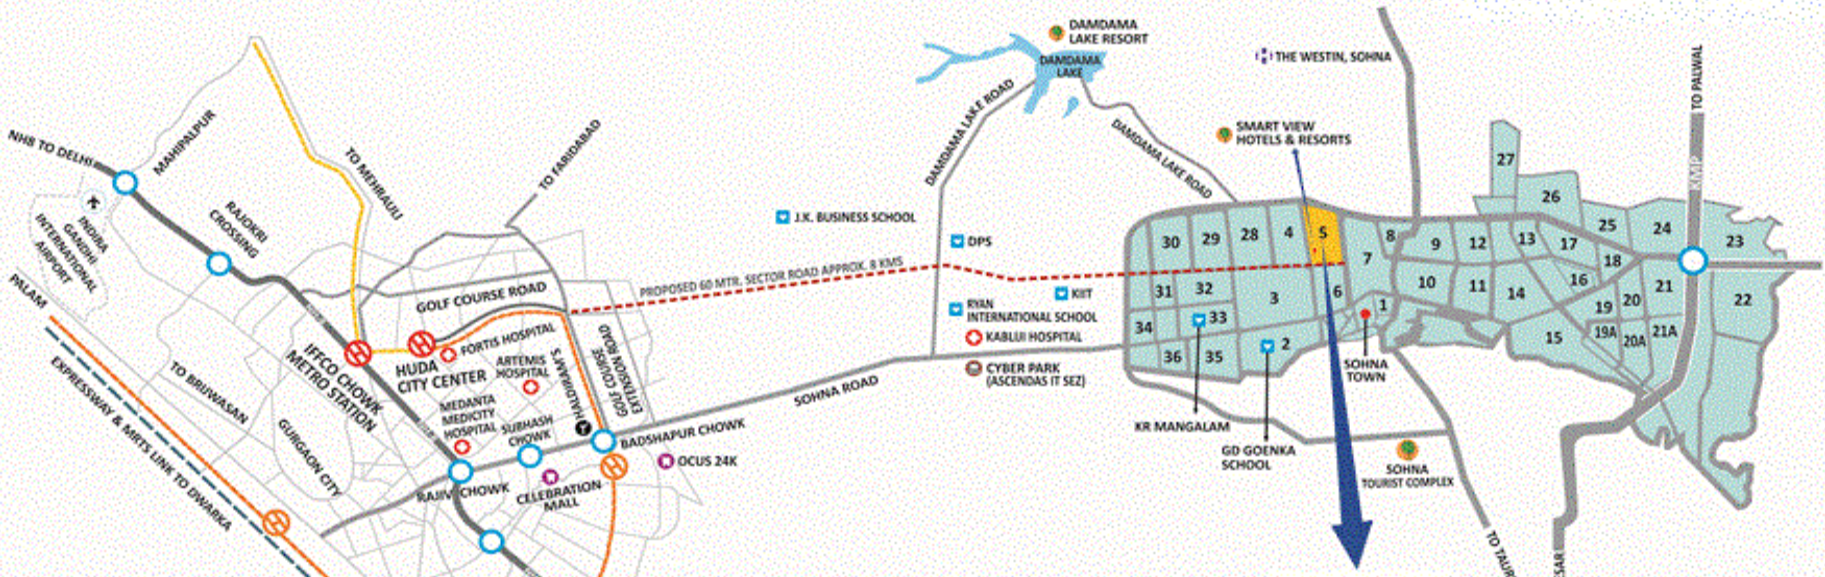 NH8 TO DELHI
MAHIPALPUR
RAJOKRI
CROSSING
INDIRA
GANDHI
INTERNATIONAL
AIRPORT
PALAM
TO MEHRAULI
TO FARIDABAD
GOLF COURSE ROAD
FORTIS HOSPITAL
HUDA
CITY CENTER
IFFCO CHOWK
METRO STATION
ARTEMIS
HOSPITAL
MEDANTA
MEDICITY
HOSPITAL
SUBHASH
CHOWK
HALDIRAM'S
GOLF COURSE
EXTENSION ROAD
TO BRIJWASAN
GURGAON CITY
EXPRESSWAY & MRTS LINK TO DWARKA
RAJIV CHOWK
CELEBRATION
MALL
BADSHAPUR CHOWK
OCUS 24K
SOHNA ROAD
PROPOSED 60 MTR. SECTOR ROAD APPROX. 8 KMS
J.K. BUSINESS SCHOOL
DPS
KIIT
RYAN
INTERNATIONAL SCHOOL
KABLIJI HOSPITAL
CYBER PARK
(ASCENDAS IT SEZ)
DAMDAMA
LAKE RESORT
DAMDAMA
LAKE
DAMDAMA LAKE ROAD
DAMDAMA LAKE ROAD
THE WESTIN, SOHNA
SMART VIEW
HOTELS & RESORTS
30
29
28
4
5
7
8
9
12
13
17
27
26
25
24
23
18
31
32
3
6
1
10
11
14
16
19
20
21
22
34
33
36
35
2
15
19A
20A
21A
SOHNA
TOWN
KR MANGALAM
GD GOENKA
SCHOOL
SOHNA
TOURIST COMPLEX
TO PALWAL
KMP